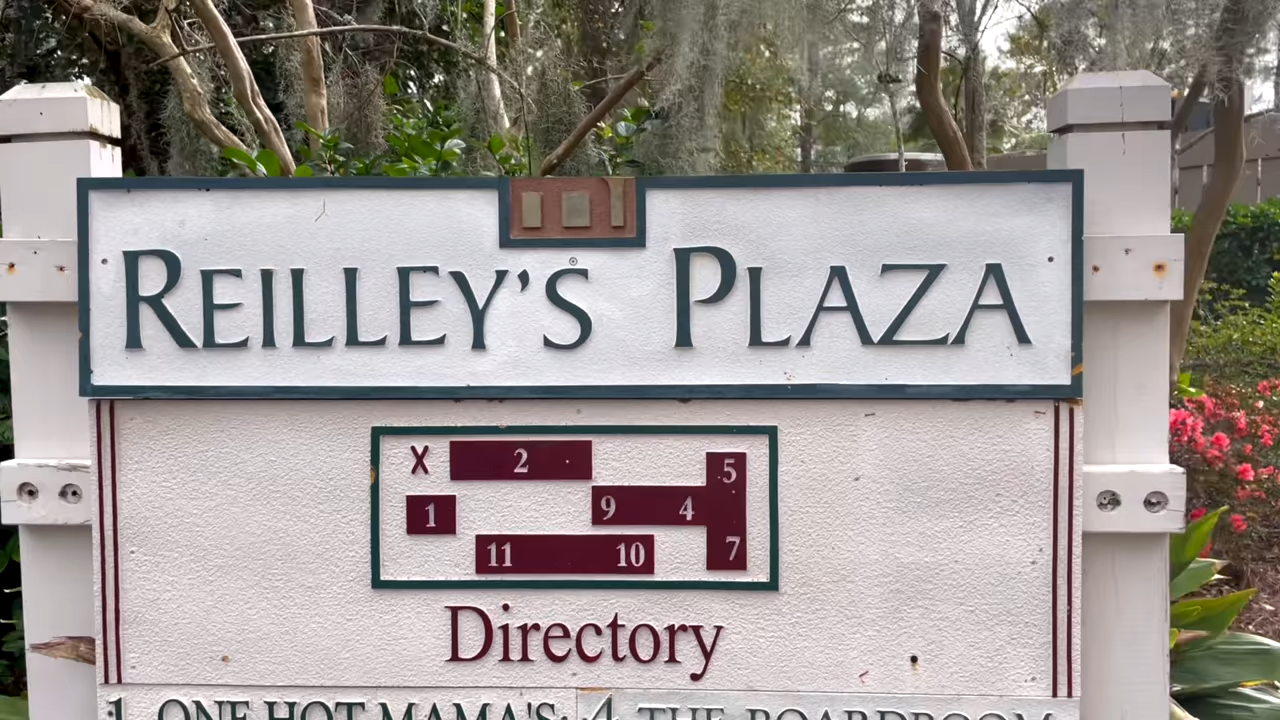 REILLEY'S PLAZA
X 2 5
1 9 4
11 10 7
Directory
1 ONE HOT MAMA'S 4 THE BOARDROOM